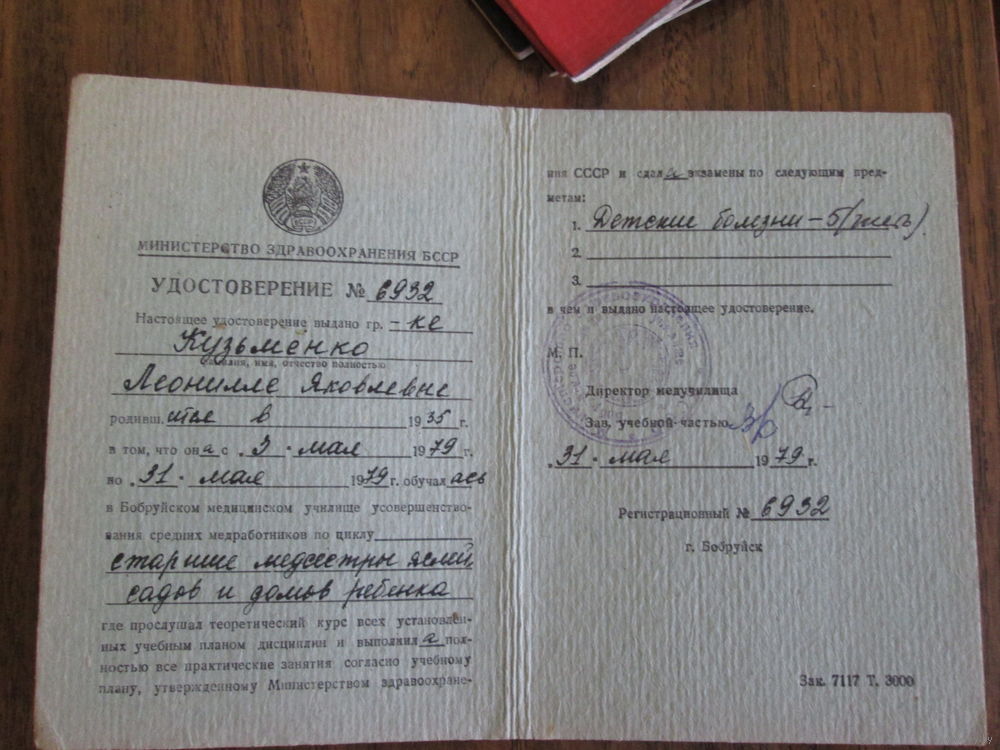 МИНИСТЕРСТВО ЗДРАВООХРАНЕНИЯ БССР
УДОСТОВЕРЕНИЕ № 6932
Настоящее удостоверение выдано гр. -ке
Кузьменко
фамилия, имя, отчество полностью
Леонилле Яковлевне
родивш. в 1935 г.
в том, что она с „ 3 " мая 1979 г.
по „ 31 " мая 1979 г. обучалась
в Бобруйском медицинском училище усовершенство-
вания средних медработников по циклу
старшие медсестры яслей,
садов и домов ребенка
где прослушал теоретический курс всех установлен-
ных учебным планом дисциплин и выполнила пол-
ностью все практические занятия согласно учебному
плану, утвержденному Министерством здравоохране-
ния СССР и сдала экзамены по следующим пред-
метам:
1. Детские болезни - 5(пять).
2.
3.
в чем и выдано настоящее удостоверение.
М. П.
Директор медучилища
Зав. учебной частью
„ 31 " мая 1979 г.
Регистрационный № 6932
г. Бобруйск
Зак. 7117 Т. 3000